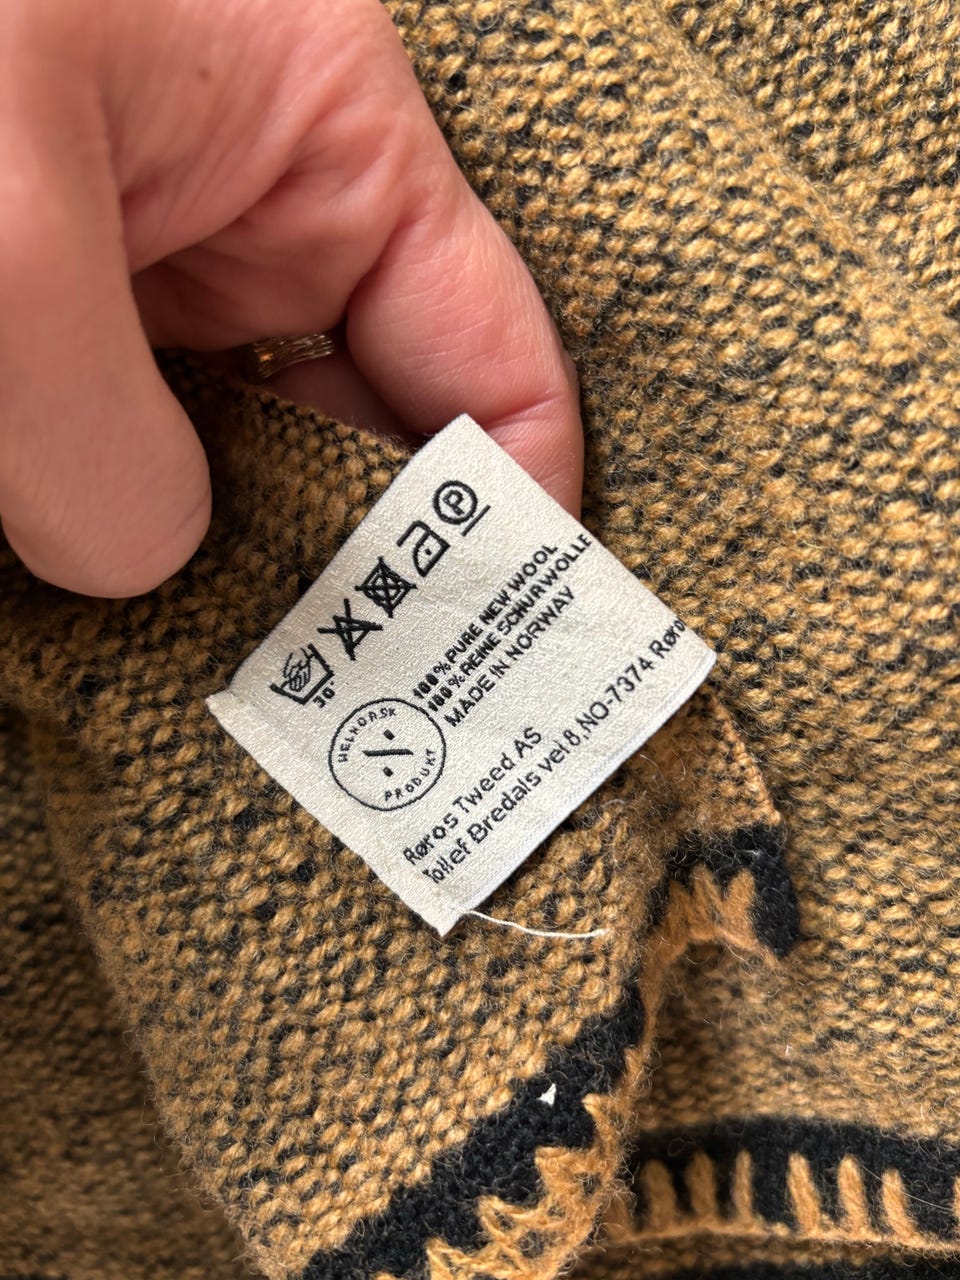 P
30°
100% PURE NEW WOOL
100% REINE SCHURWOLLE
MADE IN NORWAY
HELNORSK
PRODUKT
Røros Tweed AS
Tollef Bredals vei 8, NO-7374 Røro